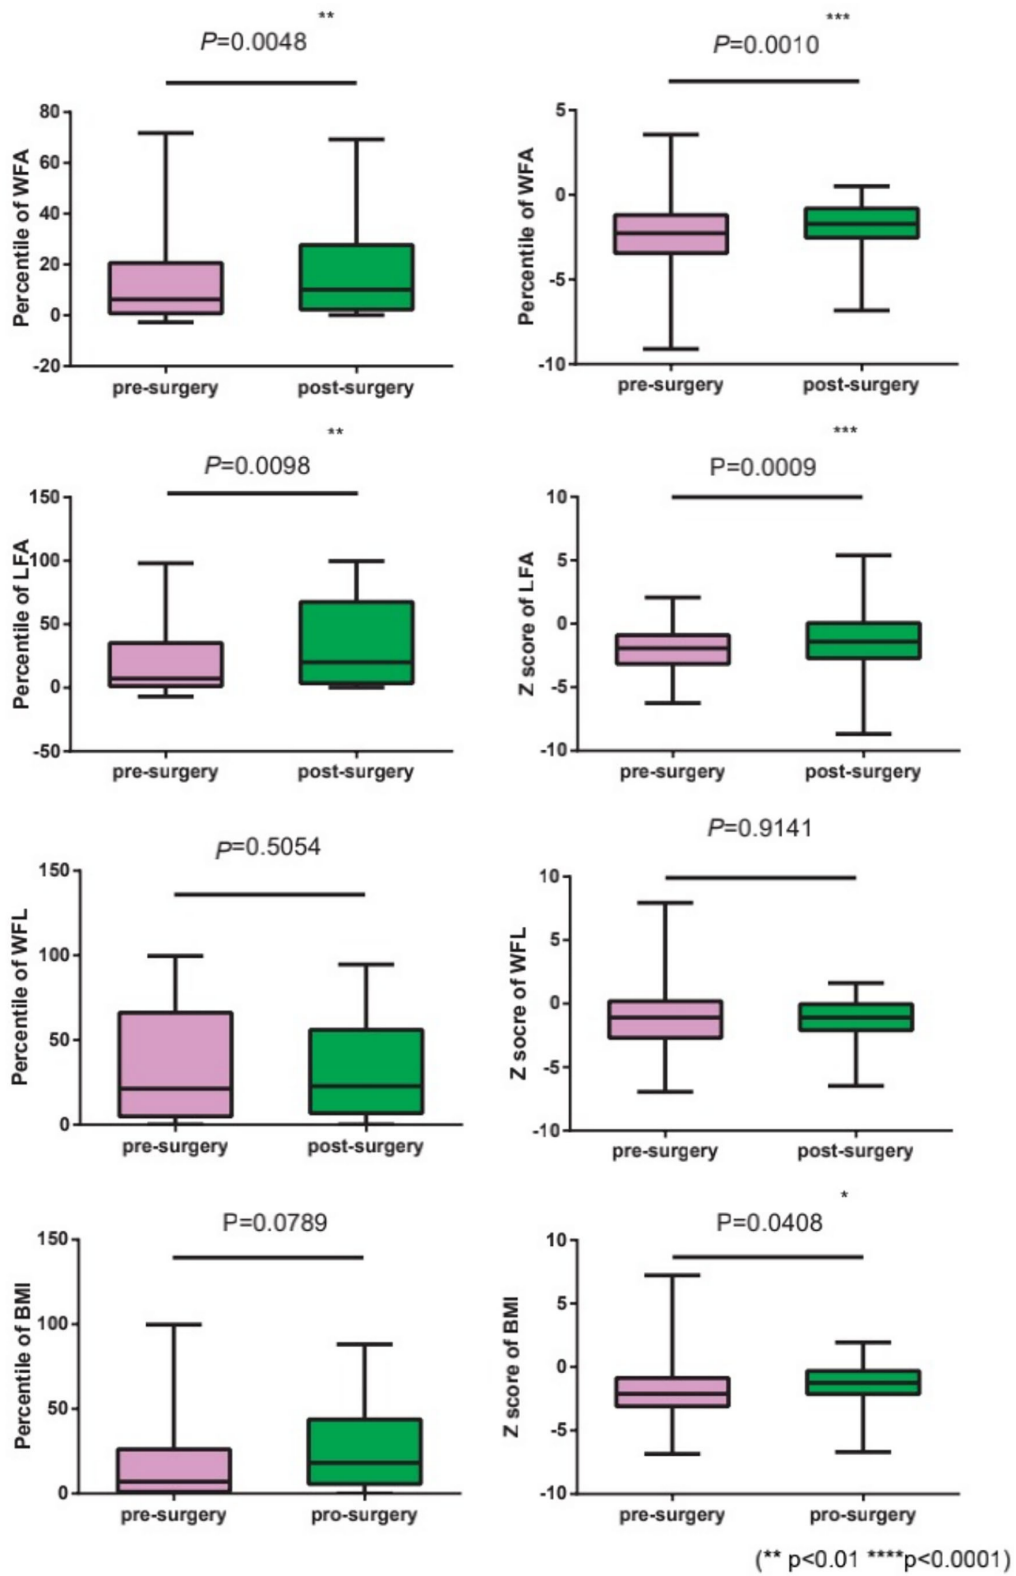 **
P=0.0048
Percentile of WFA
80
60
40
20
0
-20
pre-surgery post-surgery
***
P=0.0010
Percentile of WFA
5
0
-5
-10
pre-surgery post-surgery
**
P=0.0098
Percentile of LFA
150
100
50
0
-50
pre-surgery post-surgery
***
P=0.0009
Z score of LFA
10
5
0
-5
-10
pre-surgery post-surgery
P=0.5054
Percentile of WFL
150
100
50
0
pre-surgery post-surgery
P=0.9141
Z socre of WFL
10
5
0
-5
-10
pre-surgery post-surgery
P=0.0789
Percentile of BMI
150
100
50
0
pre-surgery pro-surgery
*
P=0.0408
Z score of BMI
10
5
0
-5
-10
pre-surgery pro-surgery
(** p<0.01 ****p<0.0001)